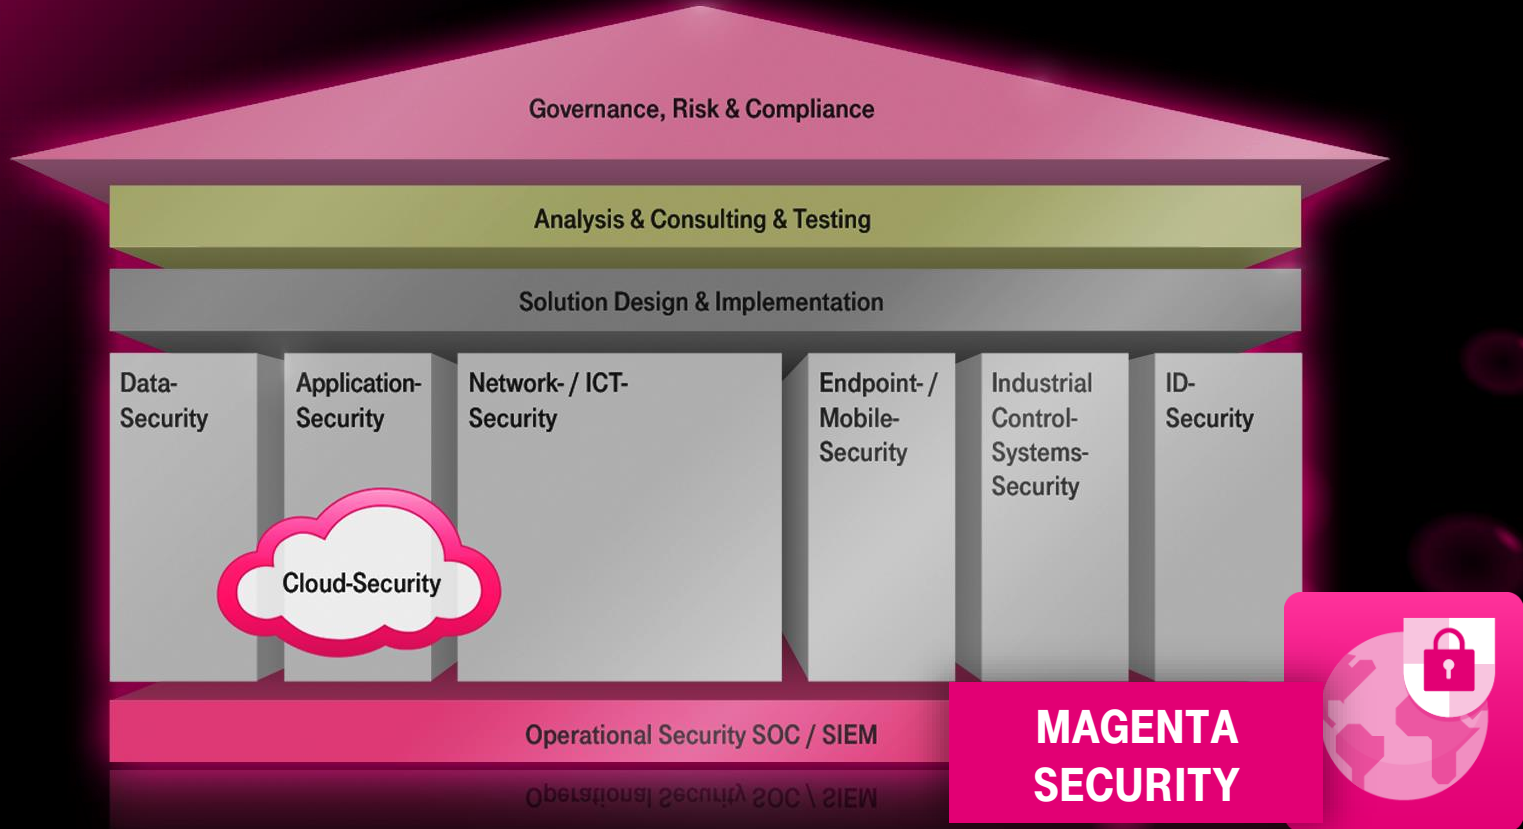 Governance, Risk & Compliance
Analysis & Consulting & Testing
Solution Design & Implementation
Data-
Security
Application-
Security
Network- / ICT-
Security
Endpoint- /
Mobile-
Security
Industrial
Control-
Systems-
Security
ID-
Security
Cloud-Security
Operational Security SOC / SIEM
MAGENTA
SECURITY